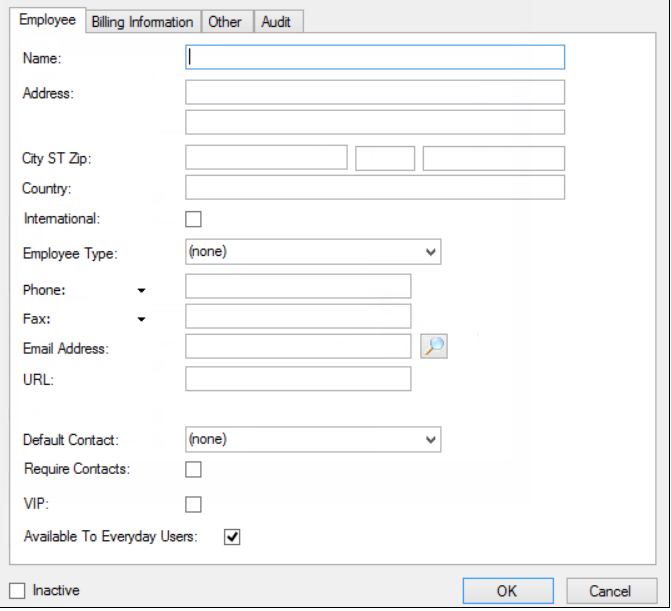 Employee Billing Information Other Audit
Name:
Address:
City ST Zip:
Country:
International:
Employee Type: (none)
Phone:
Fax:
Email Address:
URL:
Default Contact: (none)
Require Contacts:
VIP:
Available To Everyday Users:
Inactive OK Cancel